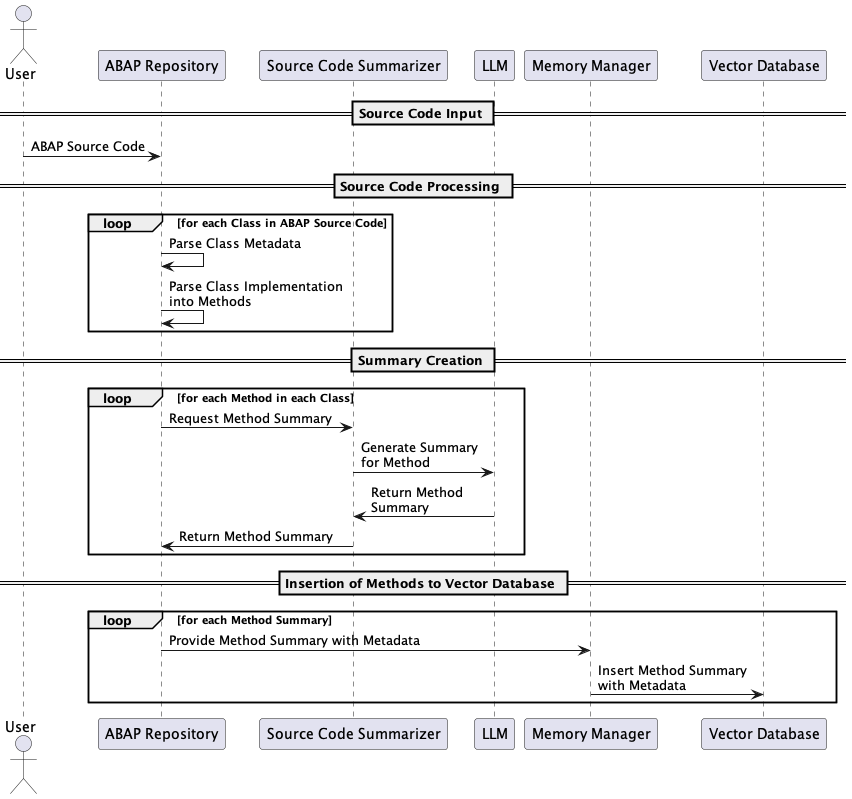 User
ABAP Repository
Source Code Summarizer
LLM
Memory Manager
Vector Database
Source Code Input
ABAP Source Code
Source Code Processing
loop
[for each Class in ABAP Source Code]
Parse Class Metadata
Parse Class Implementation
into Methods
Summary Creation
loop
[for each Method in each Class]
Request Method Summary
Generate Summary
for Method
Return Method
Summary
Return Method Summary
Insertion of Methods to Vector Database
loop
[for each Method Summary]
Provide Method Summary with Metadata
Insert Method Summary
with Metadata
User
ABAP Repository
Source Code Summarizer
LLM
Memory Manager
Vector Database